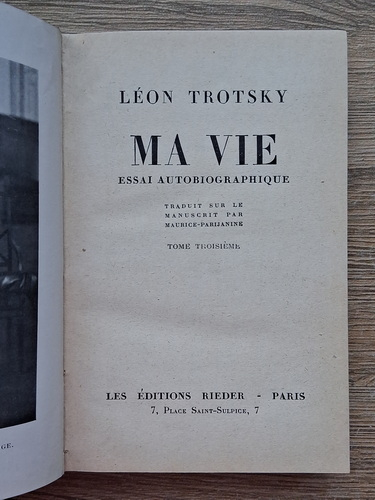 LÉON TROTSKY
MA VIE
ESSAI AUTOBIOGRAPHIQUE
TRADUIT SUR LE
MANUSCRIT PAR
MAURICE-PARIJANINE
TOME TROISIÈME
LES ÉDITIONS RIEDER - PARIS
7, PLACE SAINT-SULPICE, 7